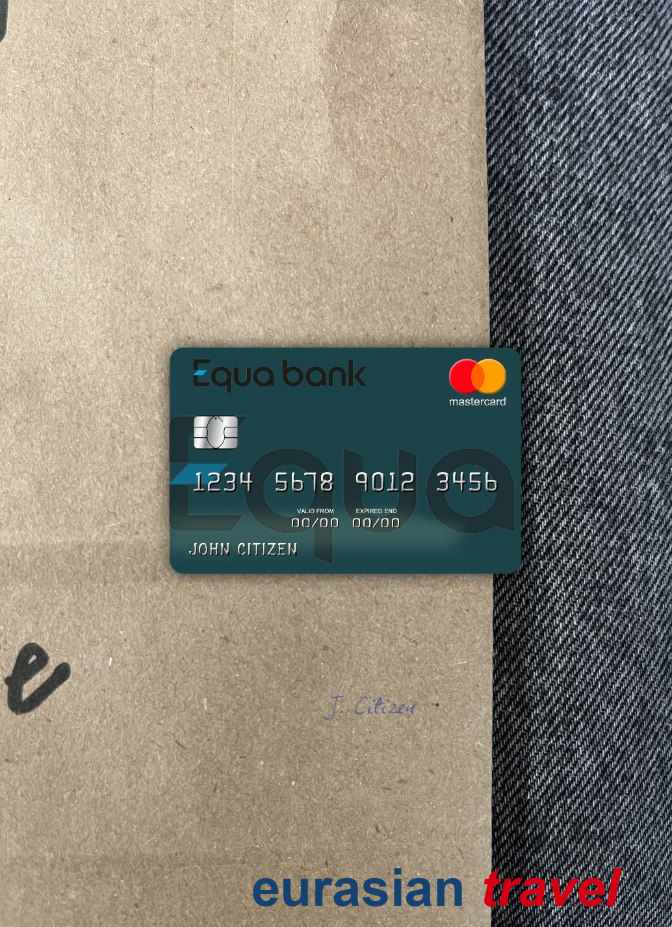 Equa bank
mastercard
Equa
1234 5678 9012 3456
VALID FROM EXPIRED END
00/00 00/00
JOHN CITIZEN
e
J. Citizen
eurasian travel